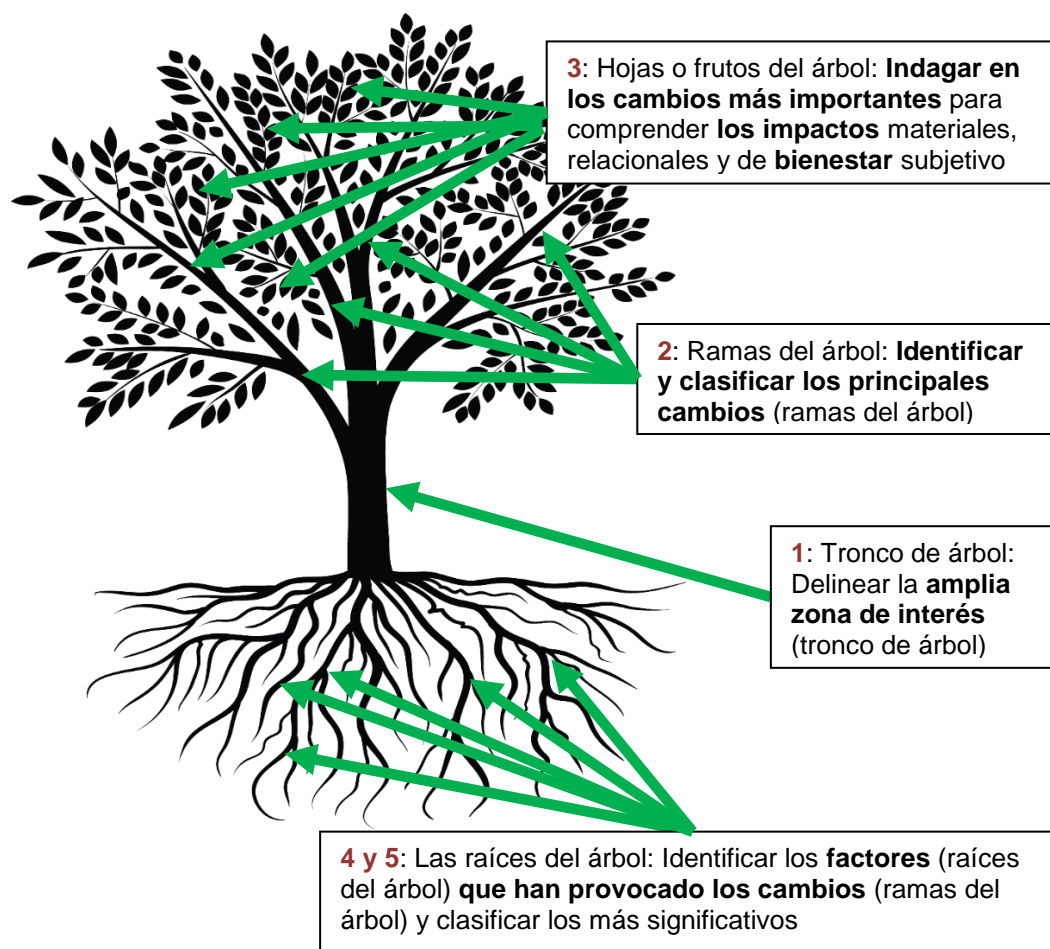 3: Hojas o frutos del árbol: Indagar en
los cambios más importantes para
comprender los impactos materiales,
relacionales y de bienestar subjetivo
2: Ramas del árbol: Identificar
y clasificar los principales
cambios (ramas del árbol)
1: Tronco de árbol:
Delinear la amplia
zona de interés
(tronco de árbol)
4 y 5: Las raíces del árbol: Identificar los factores (raíces
del árbol) que han provocado los cambios (ramas del
árbol) y clasificar los más significativos